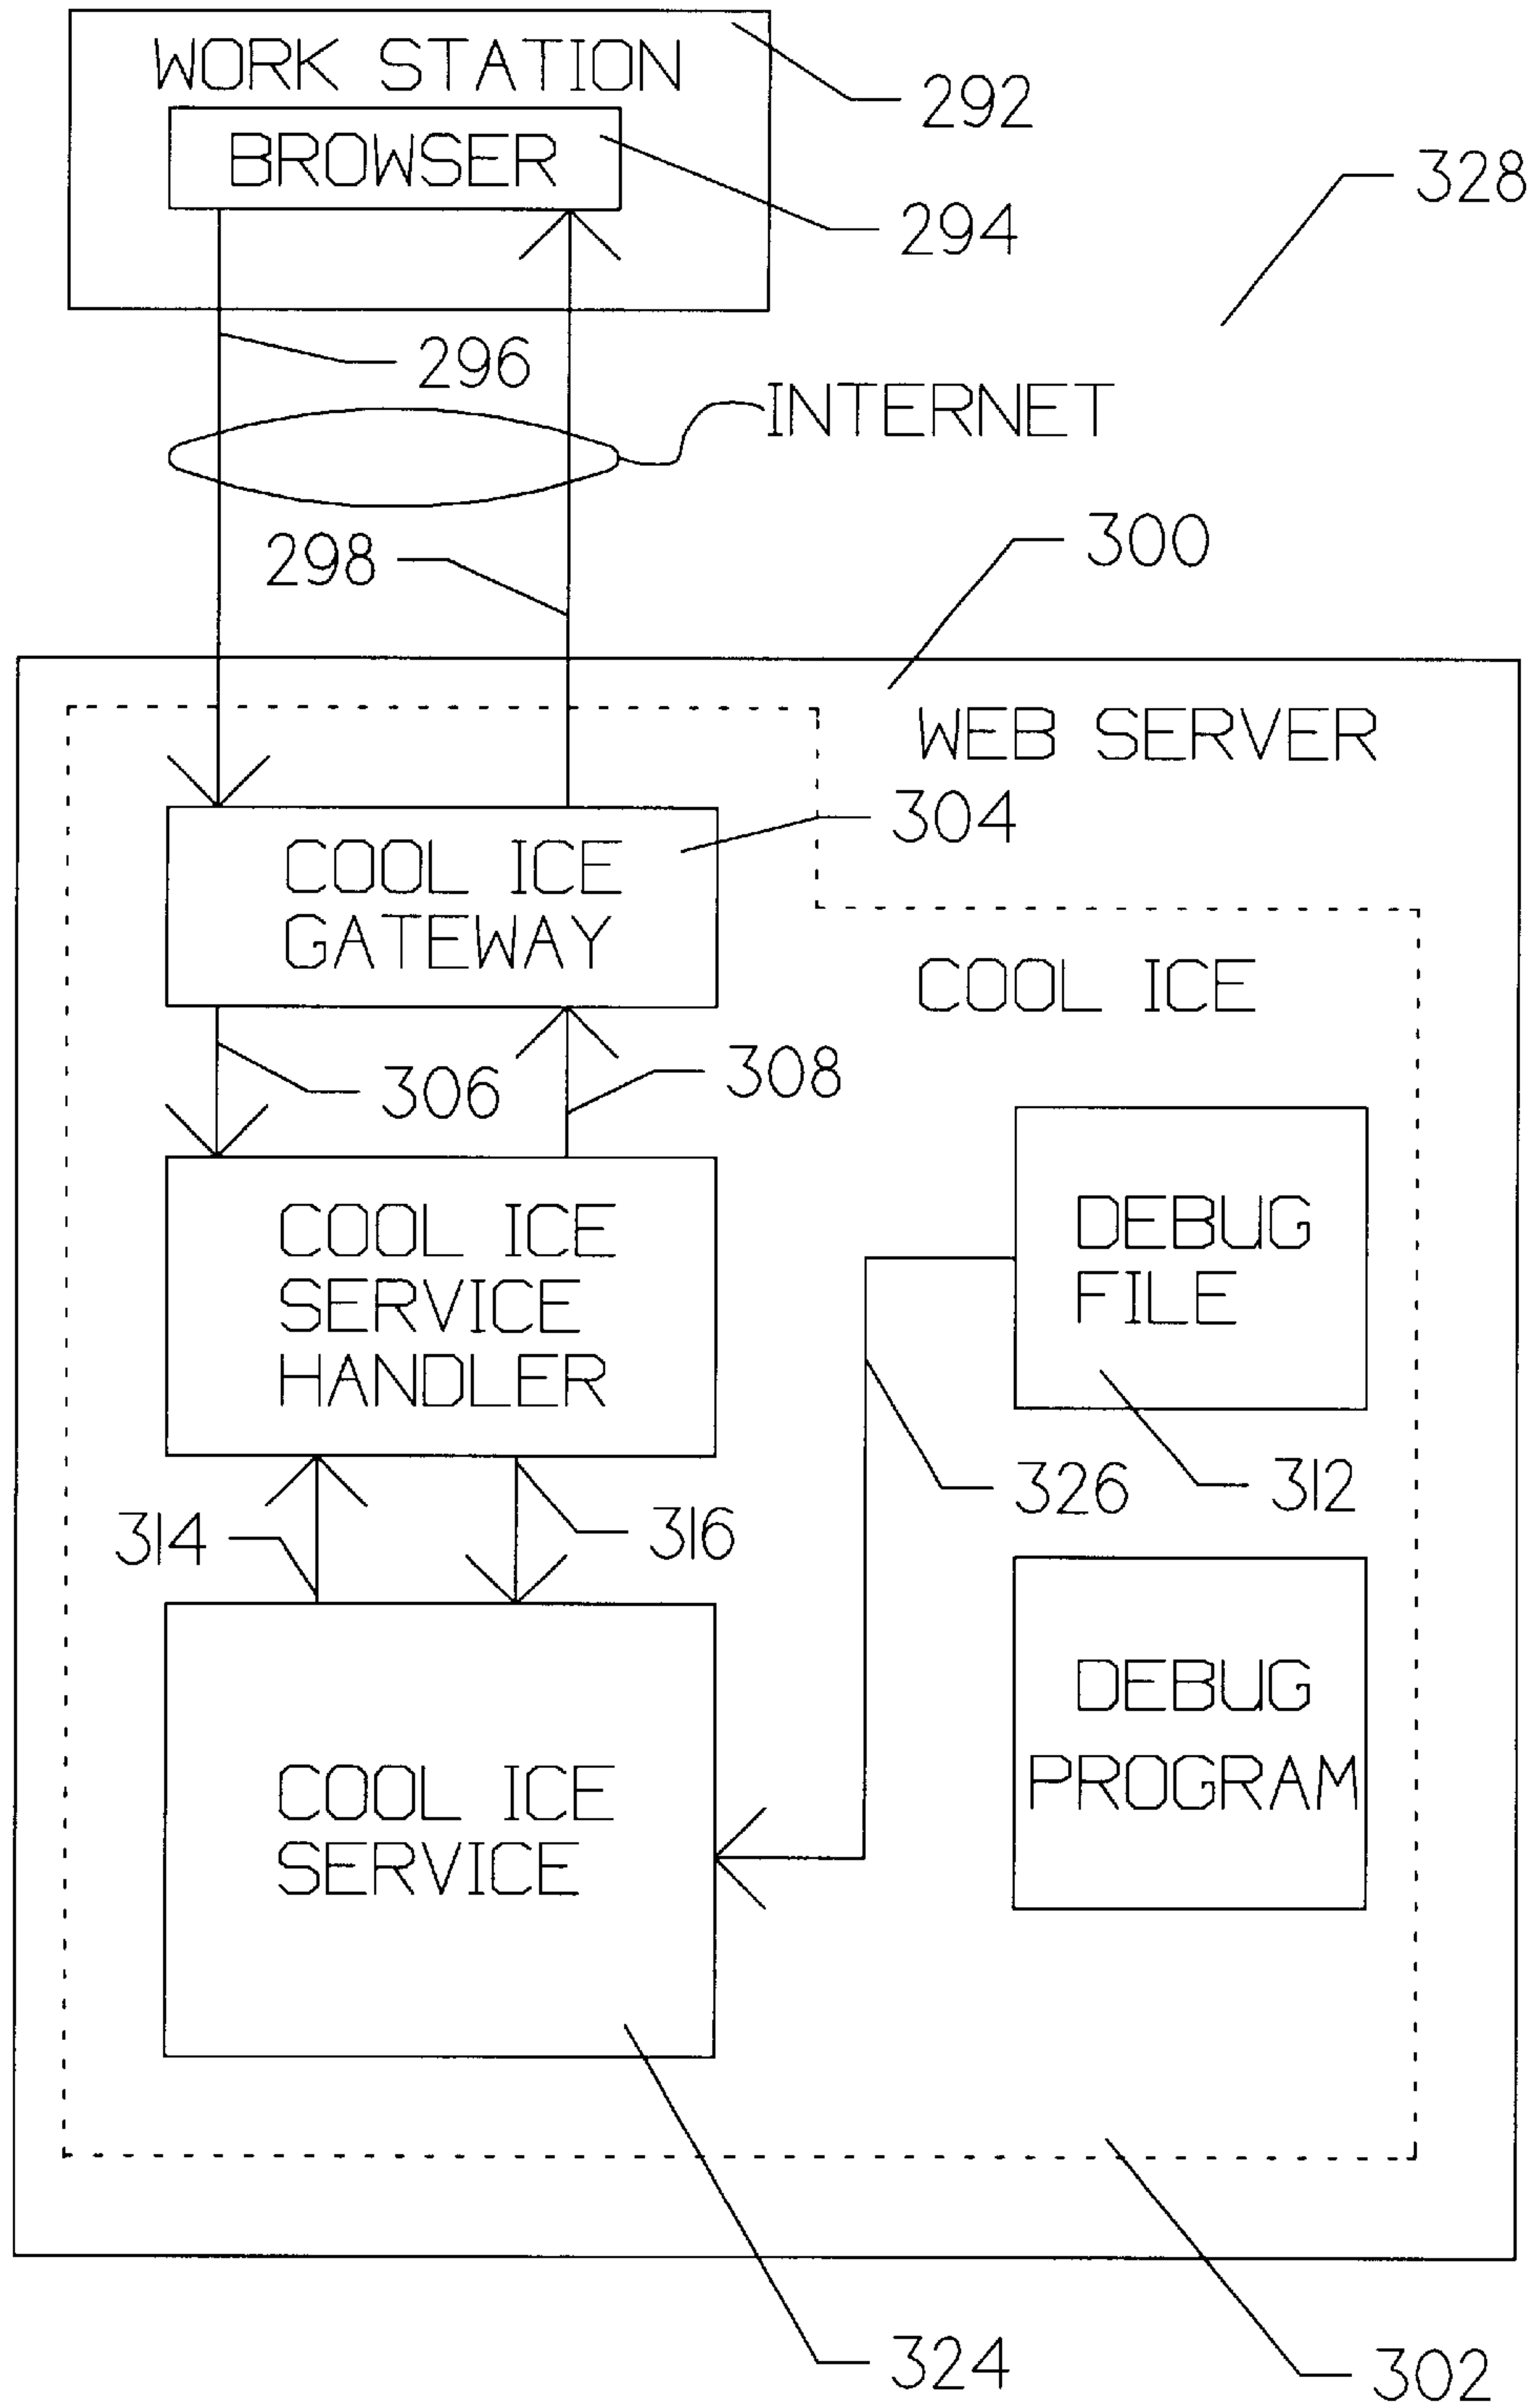 WORK STATION
292
BROWSER
328
294
296
INTERNET
298
300
WEB SERVER
304
COOL ICE
GATEWAY
COOL ICE
306
308
COOL ICE
SERVICE
HANDLER
DEBUG
FILE
326
312
314
316
DEBUG
PROGRAM
COOL ICE
SERVICE
324
302